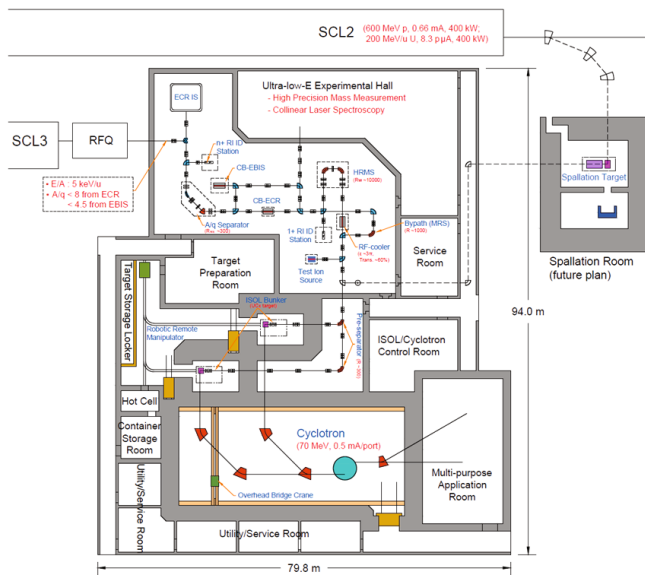 SCL2
(600 MeV p, 0.66 mA, 400 kW;
200 MeV/u U, 8.3 pµA, 400 kW)
SCL3
RFQ
• E/A : 5 keV/u
• A/q < 8 from ECR
< 4.5 from EBIS
ECR IS
Ultra-low-E Experimental Hall
- High Precision Mass Measurement
- Collinear Laser Spectroscopy
n+ RI ID
Station
CB-EBIS
HRMS
CB-ECR
A/q Separator
1+ RI ID
Station
Bypath (MRS)
RF-cooler
Test Ion
Source
Service
Room
Spallation Target
Spallation Room
(future plan)
94.0 m
Target
Preparation
Room
Target Storage Locker
ISOL Bunker
Robotic Remote
Manipulator
Pre-separator
ISOL/Cyclotron
Control Room
Hot Cell
Container
Storage
Room
Cyclotron
(70 MeV, 0.5 mA/port)
Multi-purpose
Application
Room
Overhead Bridge Crane
Utility/Service Room
Utility/Service Room
79.8 m